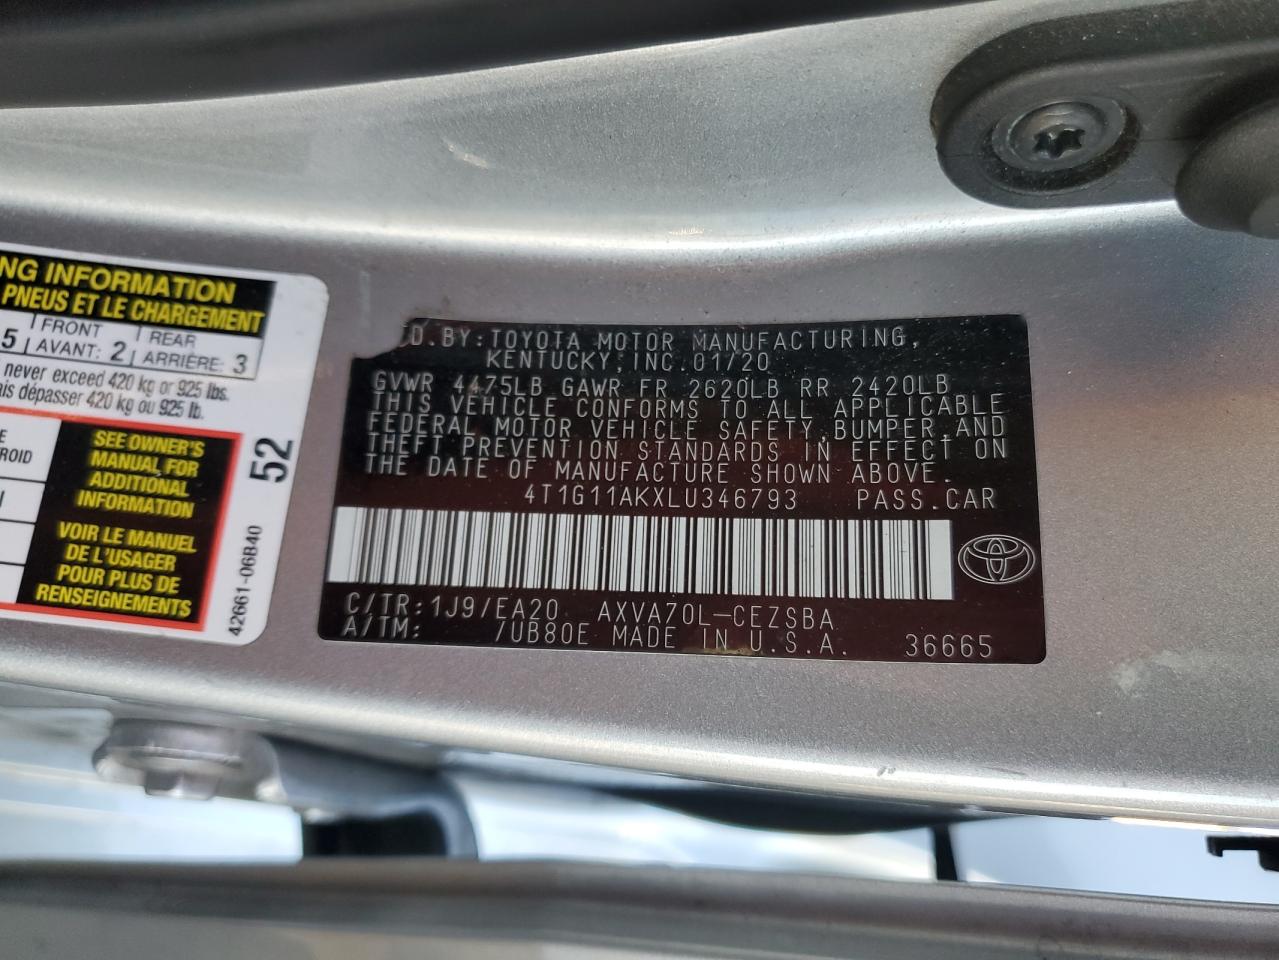 NG INFORMATION
PNEUS ET LE CHARGEMENT
5 FRONT AVANT: 2 REAR ARRIÈRE: 3
never exceed 420 kg or 925 lbs.
ais dépasser 420 kg ou 925 lb.
E
ROID
SEE OWNER'S
MANUAL FOR
ADDITIONAL
INFORMATION
VOIR LE MANUEL
DE L'USAGER
POUR PLUS DE
RENSEIGNEMENTS
52
42661-06B40
D. BY: TOYOTA MOTOR MANUFACTURING,
KENTUCKY, INC. 01/20
GVWR 4475LB GAWR FR 2620LB RR 2420LB
THIS VEHICLE CONFORMS TO ALL APPLICABLE
FEDERAL MOTOR VEHICLE SAFETY, BUMPER, AND
THEFT PREVENTION STANDARDS IN EFFECT ON
THE DATE OF MANUFACTURE SHOWN ABOVE.
4T1G11AKXLU346793 PASS. CAR
C/TR: 1J9/EA20 AXVA70L-CEZSBA
A/TM: /UB80E MADE IN U.S.A. 36665